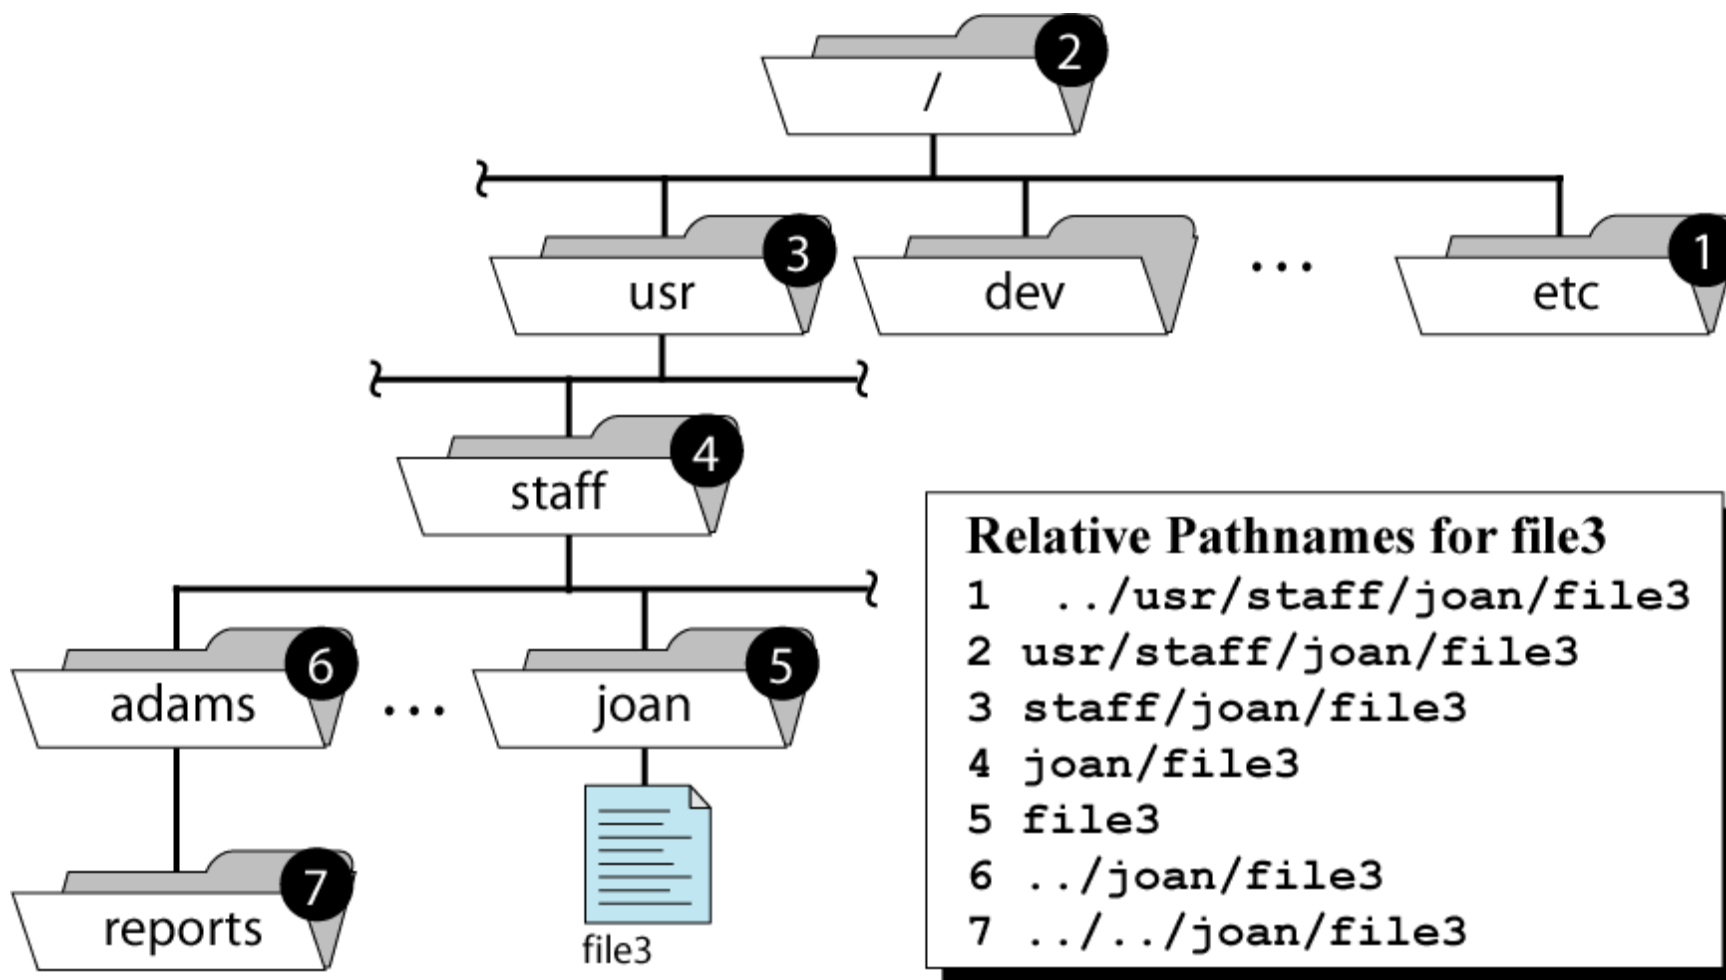 /
2
usr
3
dev
...
etc
1
staff
4
adams
6
...
joan
5
reports
7
file3
Relative Pathnames for file3
1 ../usr/staff/joan/file3
2 usr/staff/joan/file3
3 staff/joan/file3
4 joan/file3
5 file3
6 ../joan/file3
7 ../../joan/file3